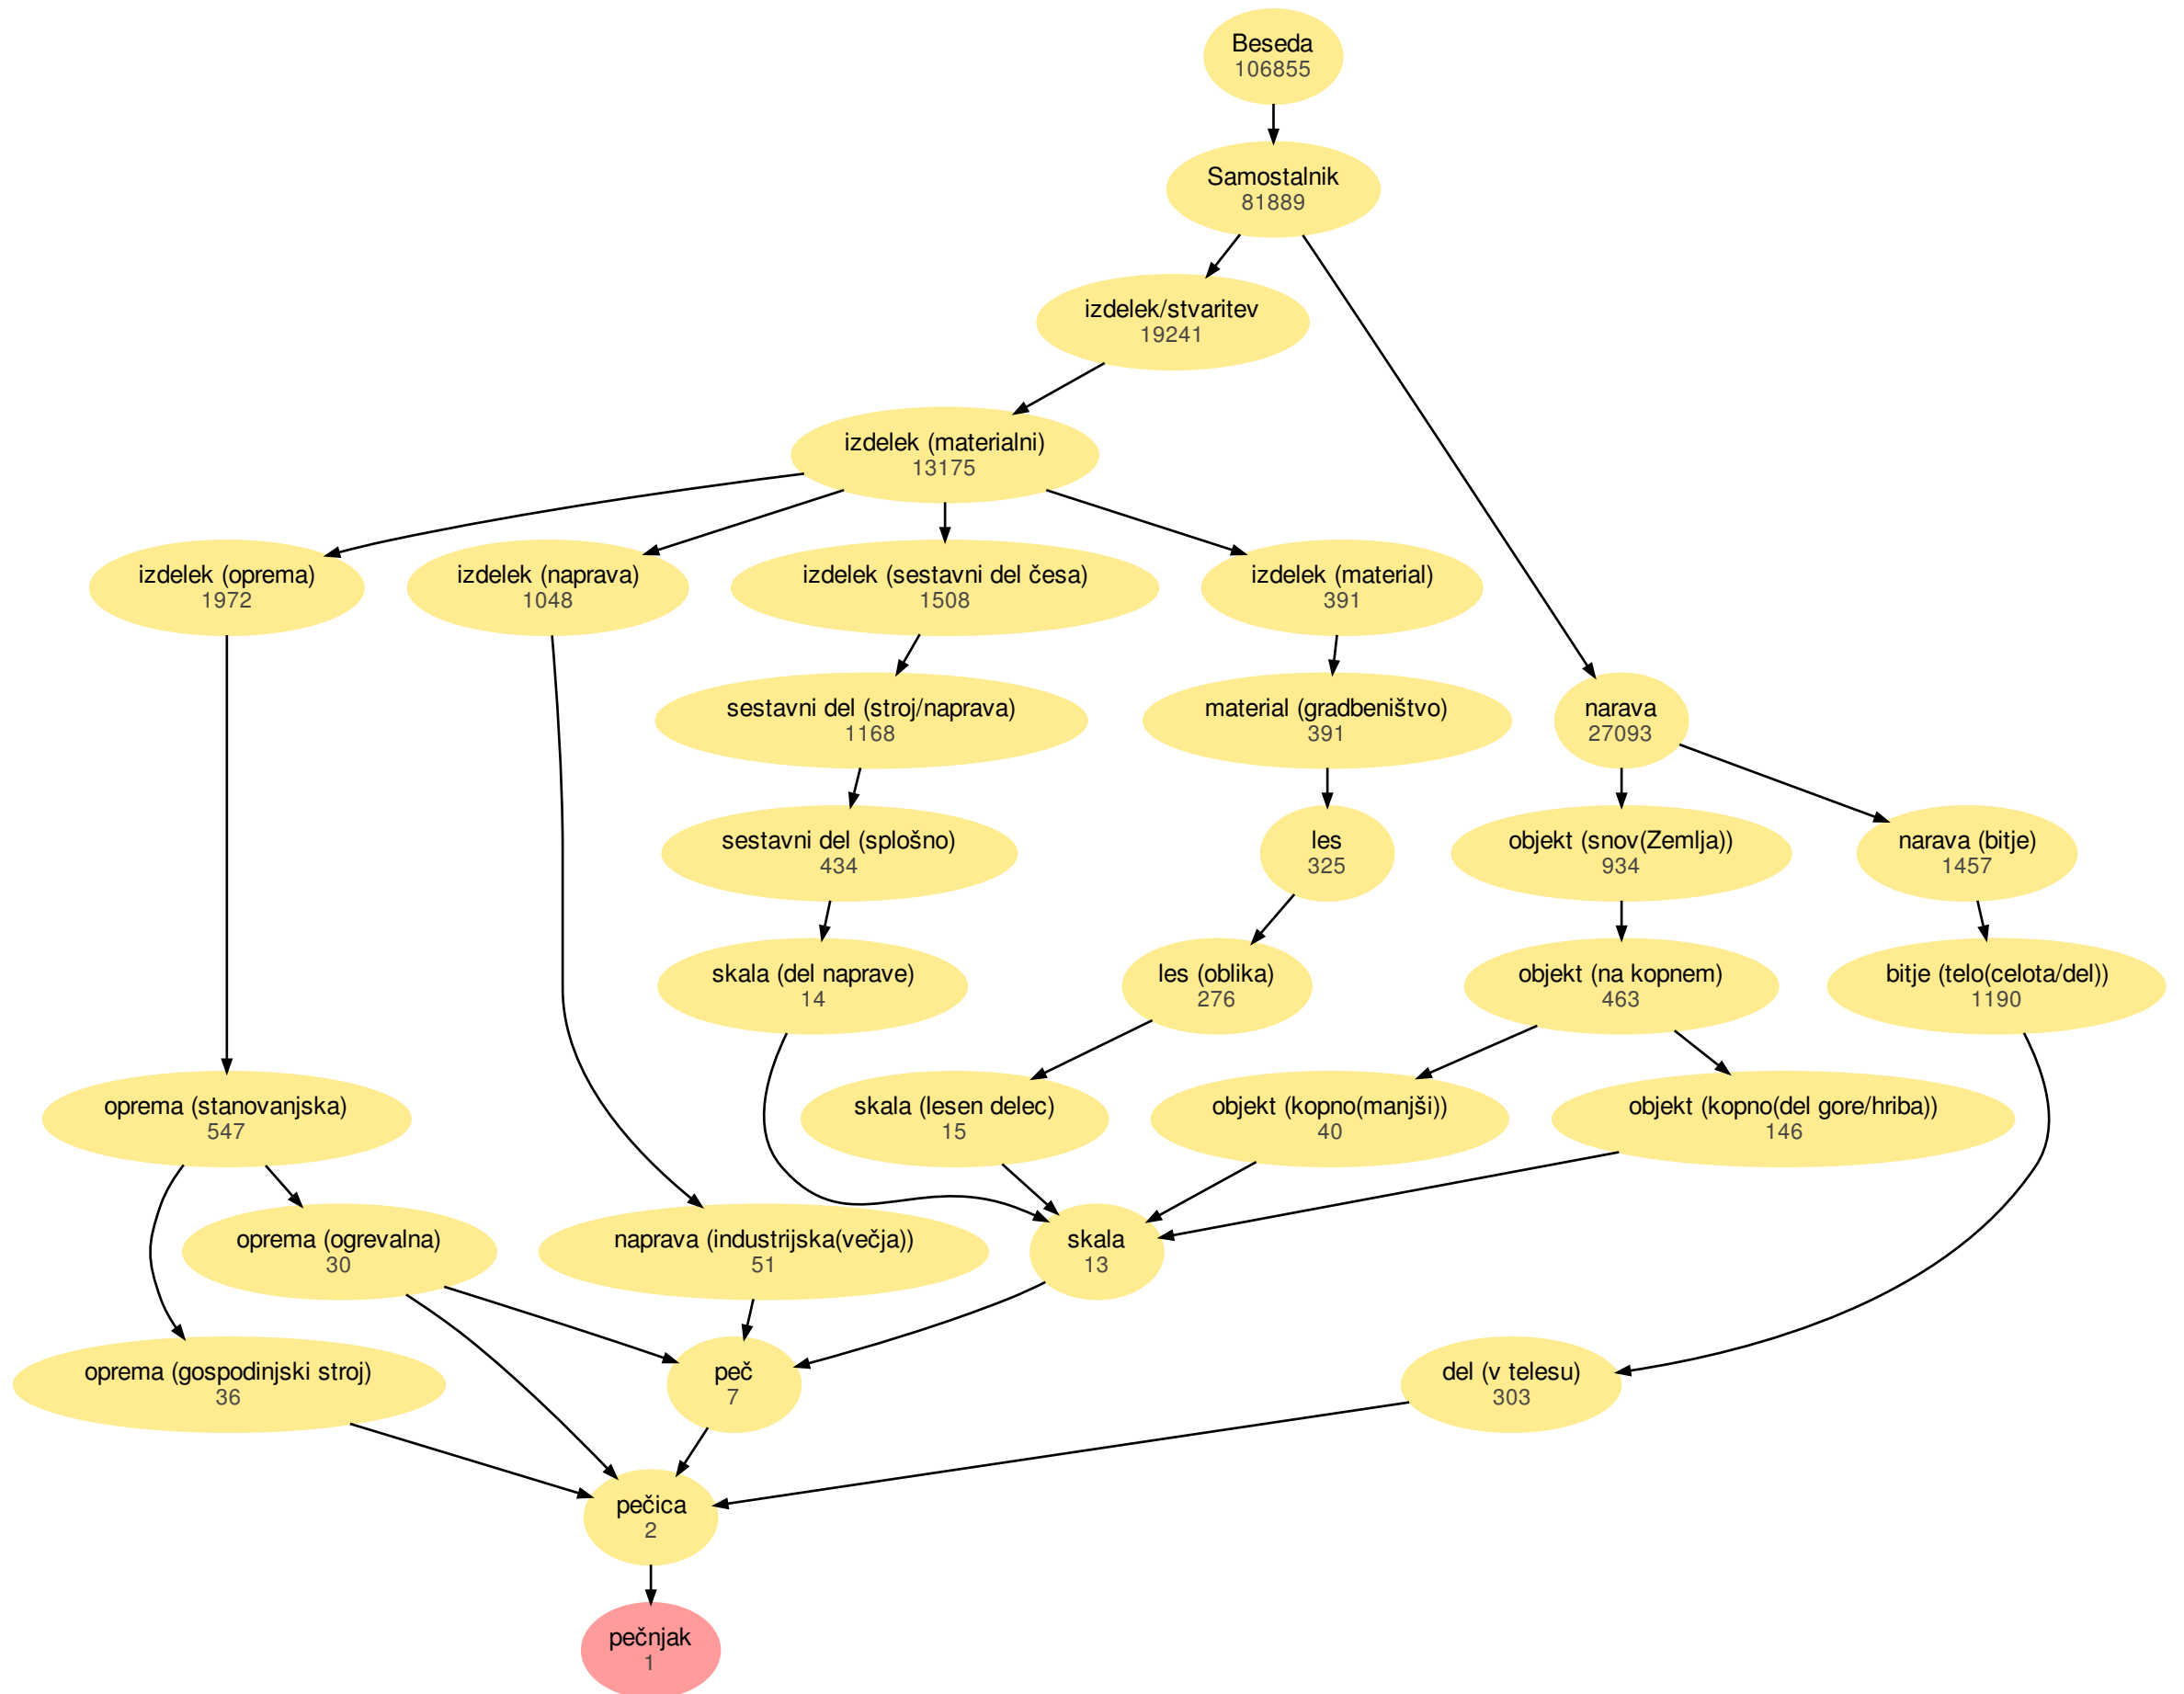 Beseda
106855
Samostalnik
81889
izdelek/stvaritev
19241
izdelek (materialni)
13175
izdelek (oprema)
1972
izdelek (naprava)
1048
izdelek (sestavni del česa)
1508
izdelek (material)
391
sestavni del (stroj/naprava)
1168
material (gradbeništvo)
391
narava
27093
sestavni del (splošno)
434
les
325
objekt (snov(Zemlja))
934
narava (bitje)
1457
skala (del naprave)
14
les (oblika)
276
objekt (na kopnem)
463
bitje (telo(celota/del))
1190
oprema (stanovanjska)
547
skala (lesen delec)
15
objekt (kopno(manjši))
40
objekt (kopno(del gore/hriba))
146
oprema (ogrevalna)
30
naprava (industrijska(večja))
51
skala
13
oprema (gospodinjski stroj)
36
peč
7
del (v telesu)
303
pečica
2
pečnjak
1